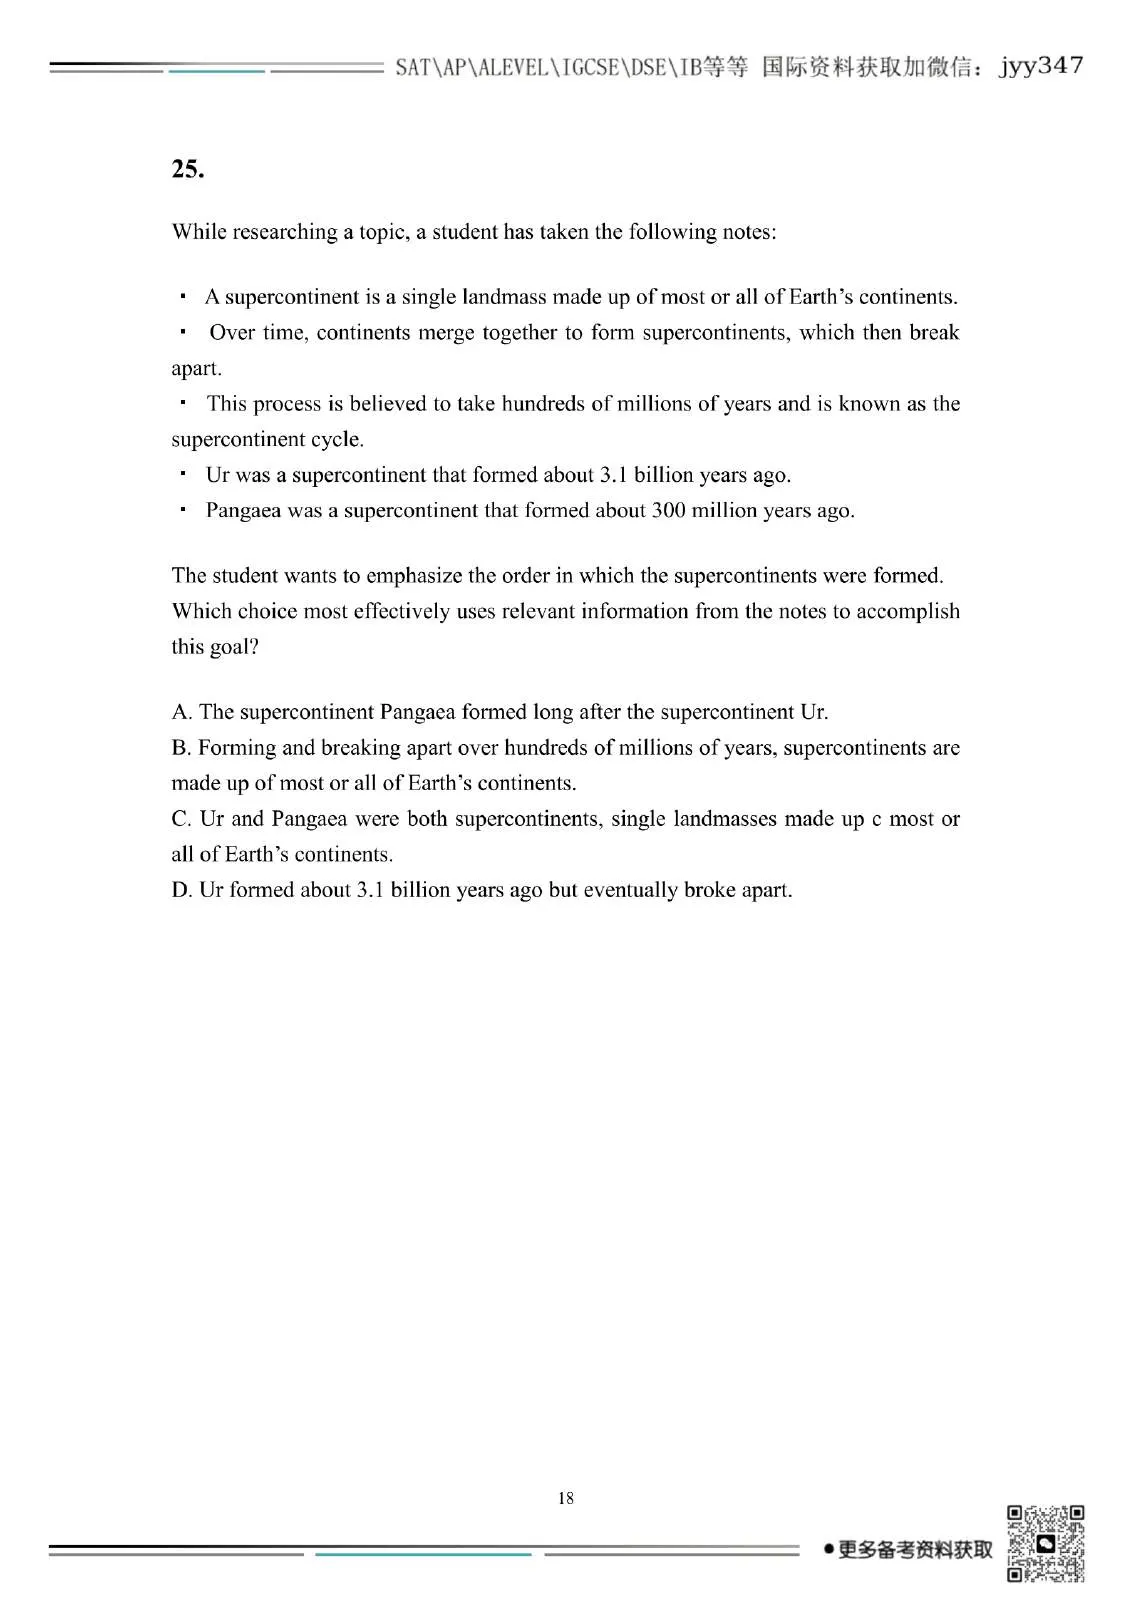 SAT\AP\ALEVEL\IGCSE\DSE\IB等等 国际资料获取加微信: jyy347
25.
While researching a topic, a student has taken the following notes:
· A supercontinent is a single landmass made up of most or all of Earth's continents.
· Over time, continents merge together to form supercontinents, which then break
apart.
· This process is believed to take hundreds of millions of years and is known as the
supercontinent cycle.
· Ur was a supercontinent that formed about 3.1 billion years ago.
· Pangaea was a supercontinent that formed about 300 million years ago.
The student wants to emphasize the order in which the supercontinents were formed.
Which choice most effectively uses relevant information from the notes to accomplish
this goal?
A. The supercontinent Pangaea formed long after the supercontinent Ur.
B. Forming and breaking apart over hundreds of millions of years, supercontinents are
made up of most or all of Earth's continents.
C. Ur and Pangaea were both supercontinents, single landmasses made up c most or
all of Earth's continents.
D. Ur formed about 3.1 billion years ago but eventually broke apart.
18
●更多备考资料获取